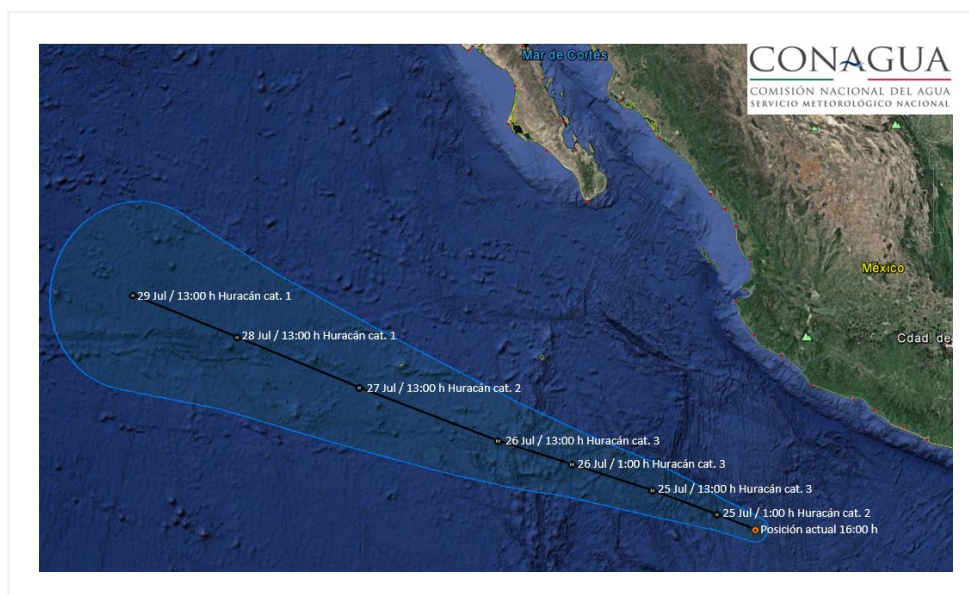 Mar de Cortés
CONAGUA
COMISIÓN NACIONAL DEL AGUA
SERVICIO METEOROLÓGICO NACIONAL
México
29 Jul / 13:00 h Huracán cat. 1
28 Jul / 13:00 h Huracán cat. 1
Cdad. de
27 Jul / 13:00 h Huracán cat. 2
26 Jul / 13:00 h Huracán cat. 3
26 Jul / 1:00 h Huracán cat. 3
25 Jul / 13:00 h Huracán cat. 3
25 Jul / 1:00 h Huracán cat. 2
Posición actual 16:00 h